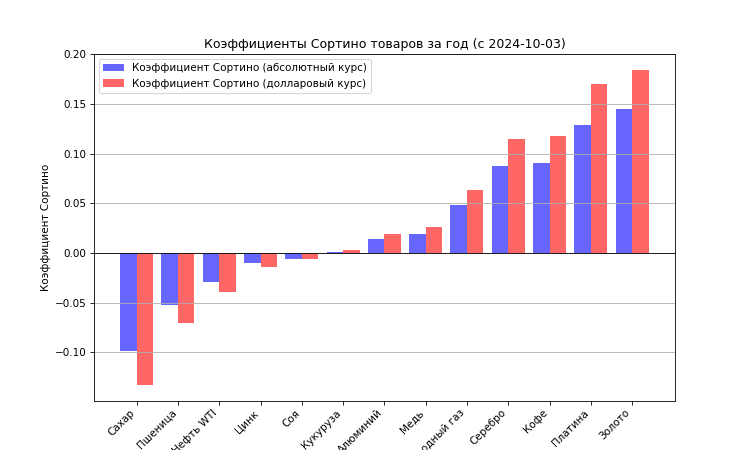 Коэффициенты Сортино товаров за год (с 2024-10-03)
Коэффициент Сортино (абсолютный курс)
Коэффициент Сортино (долларовый курс)
Коэффициент Сортино
0.20
0.15
0.10
0.05
0.00
−0.05
−0.10
Сахар
Пшеница
Нефть WTI
Цинк
Соя
Кукуруза
Алюминий
Медь
газ
Серебро
Кофе
Платина
Золото